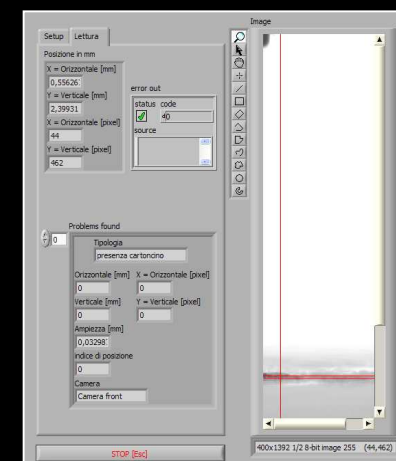 Image
Setup Lettura
Posizione in mm
X = Orizzontale [mm]
0,55626
Y = Verticale [mm]
2,39931
X = Orizzontale [pixel]
44
Y = Verticale [pixel]
462
error out
status code
d0
source
Problems found
0
Tipologia
presenza cartoncino
Orizzontale [mm] X = Orizzontale [pixel]
0 0
Verticale [mm] Y = Verticale [pixel]
0 0
Ampiezza [mm]
0,03298
indice di posizione
0
Camera
Camera front
STOP [Esc]
400x1392 1/2 8-bit image 255 (44,462)